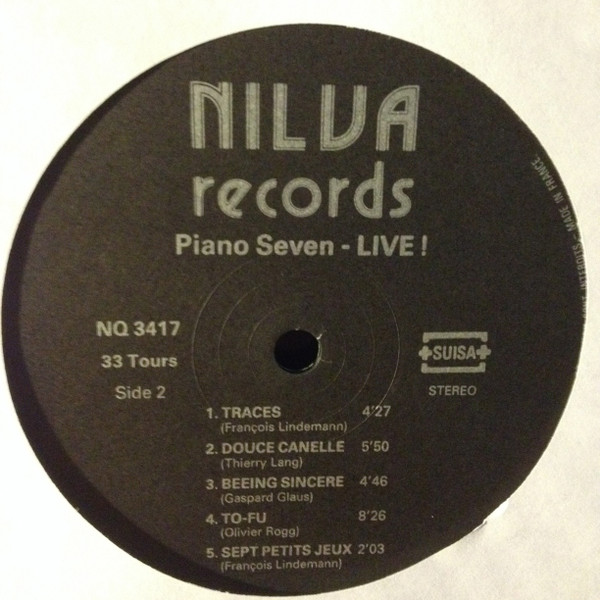 NILVA
records
Piano Seven - LIVE !
INTERDITS - MADE IN FRANCE
NQ 3417
33 Tours
Side 2
SUISA
STEREO
1. TRACES 4'27
(François Lindemann)
2. DOUCE CANELLE 5'50
(Thierry Lang)
3. BEEING SINCERE 4'46
(Gaspard Glaus)
4. TO-FU 8'26
(Olivier Rogg)
5. SEPT PETITS JEUX 2'03
(François Lindemann)